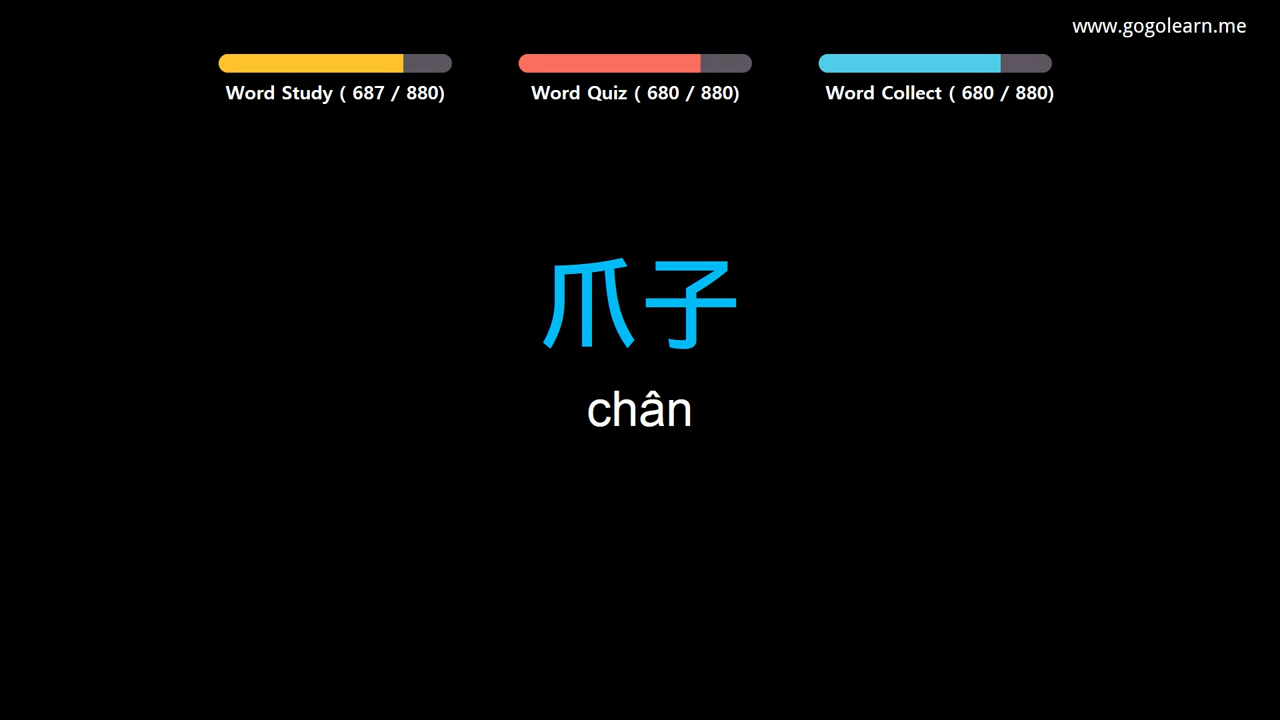 www.gogolearn.me
Word Study ( 687 / 880)
Word Quiz ( 680 / 880)
Word Collect ( 680 / 880)
爪子
chân